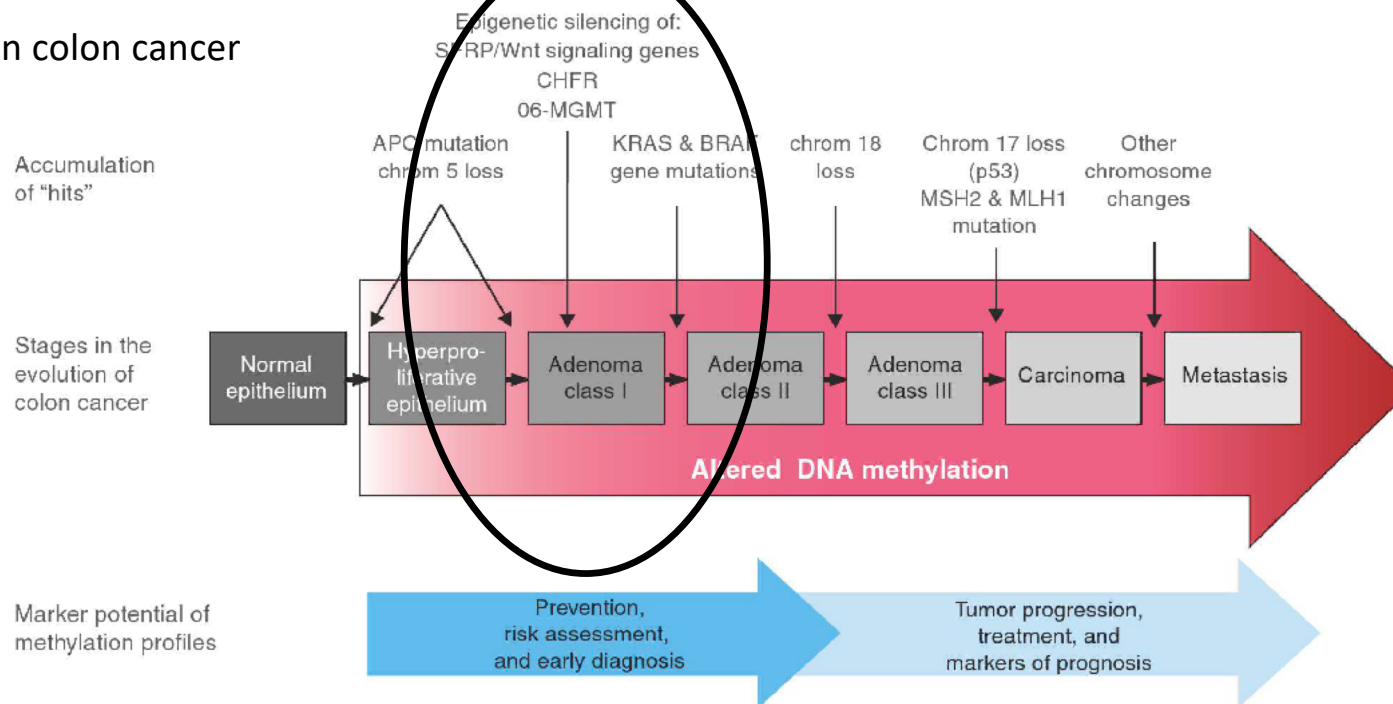 n colon cancer
Epigenetic silencing of:
SFRP/Wnt signaling genes
CHFR
06-MGMT
Accumulation
of "hits"
APC mutation
chrom 5 loss
KRAS & BRAF
gene mutations
chrom 18
loss
Chrom 17 loss
(p53)
MSH2 & MLH1
mutation
Other
chromosome
changes
Stages in the
evolution of
colon cancer
Normal
epithelium
Hyperpro-
liferative
epithelium
Adenoma
class I
Adenoma
class II
Adenoma
class III
Carcinoma
Metastasis
Altered DNA methylation
Marker potential of
methylation profiles
Prevention,
risk assessment,
and early diagnosis
Tumor progression,
treatment, and
markers of prognosis